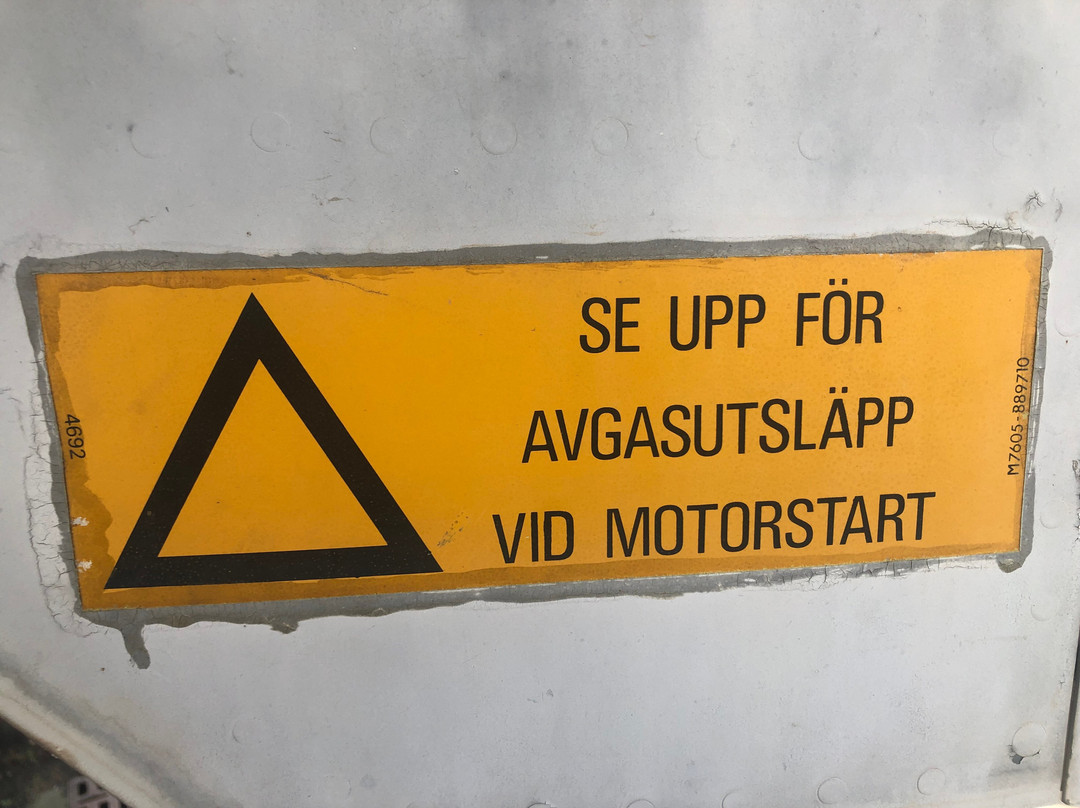 SE UPP FÖR
AVGASUTSLÄPP
VID MOTORSTART
4692
M7605-889710